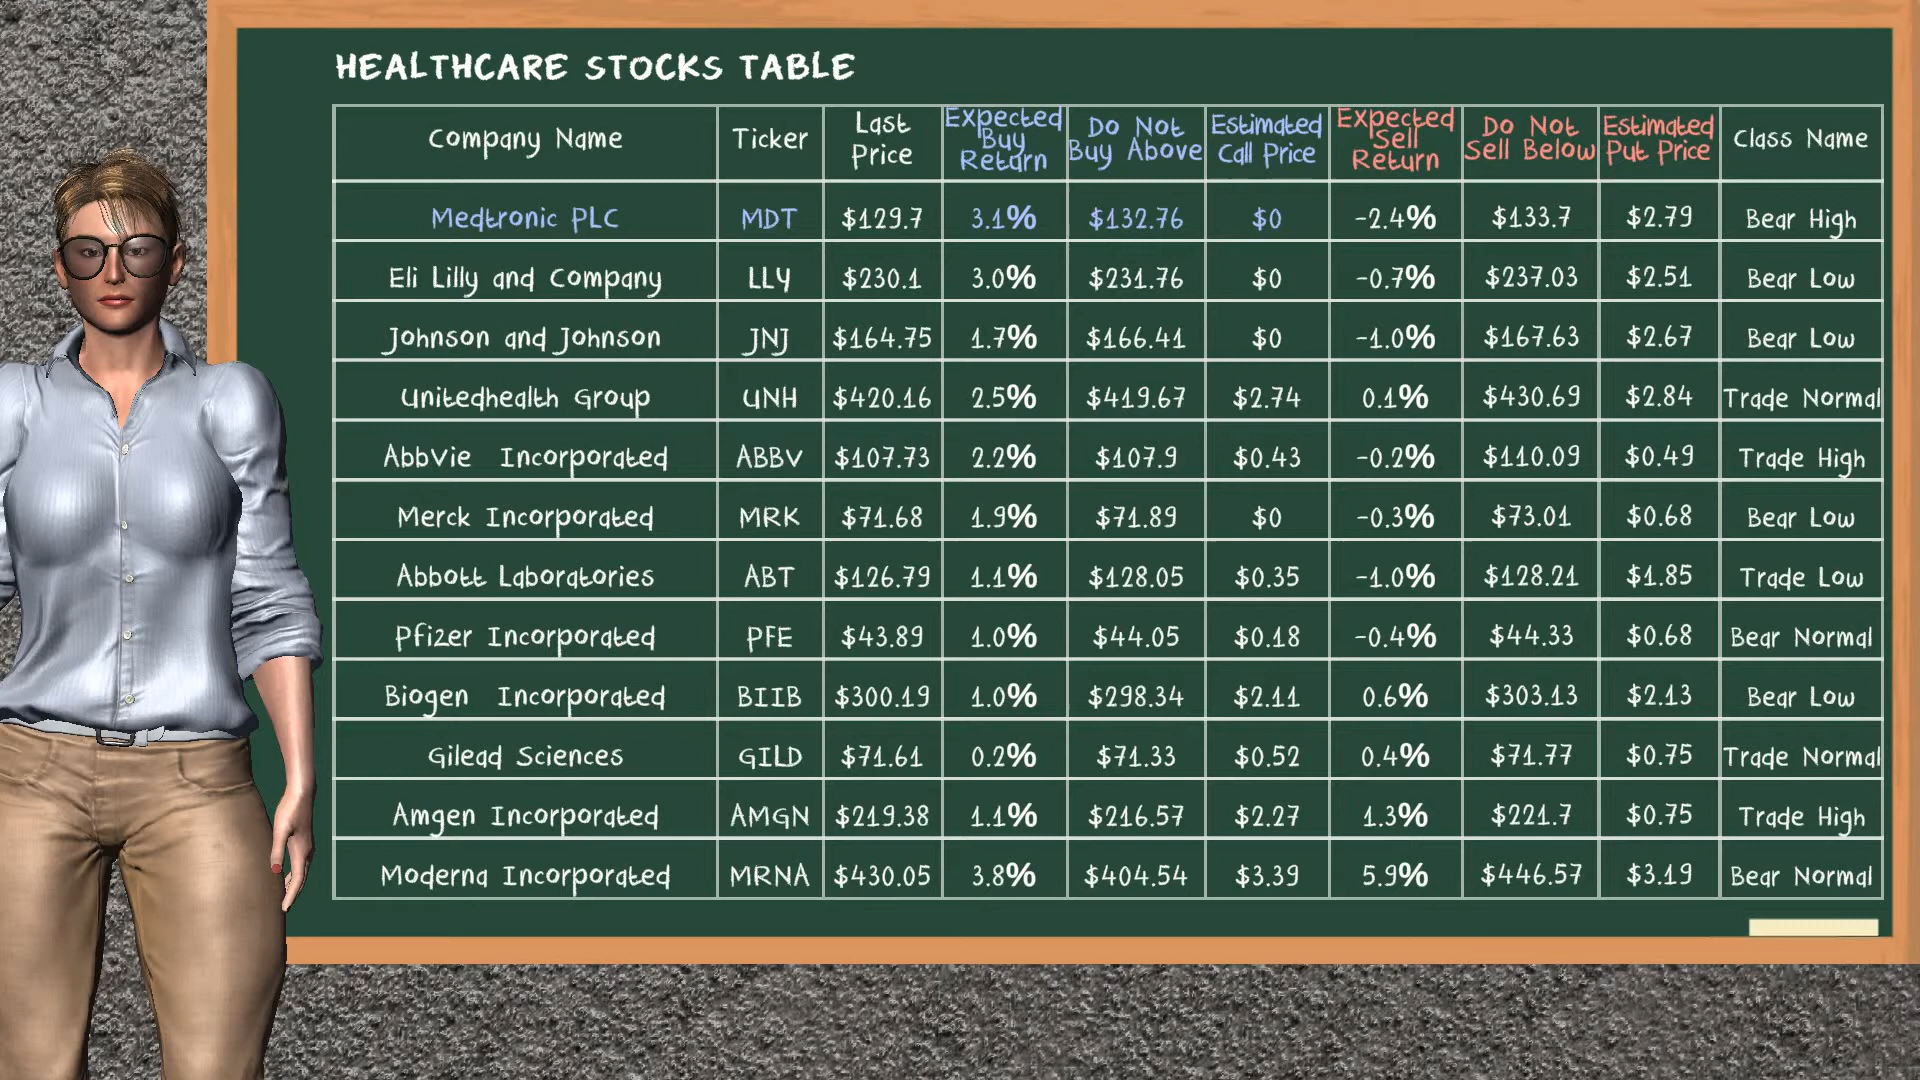 HEALTHCARE STOCKS TABLE
Company Name Ticker Last Price Expected Buy Return Do Not Buy Above Estimated Call Price Expected Sell Return Do Not Sell Below Estimated Put Price Class Name
Medtronic PLC MDT $129.7 3.1% $132.76 $0 -2.4% $133.7 $2.79 Bear High
Eli Lilly and Company LLY $230.1 3.0% $231.76 $0 -0.7% $237.03 $2.51 Bear Low
Johnson and Johnson JNJ $164.75 1.7% $166.41 $0 -1.0% $167.63 $2.67 Bear Low
Unitedhealth Group UNH $420.16 2.5% $419.67 $2.74 0.1% $430.69 $2.84 Trade Normal
AbbVie Incorporated ABBV $107.73 2.2% $107.9 $0.43 -0.2% $110.09 $0.49 Trade High
Merck Incorporated MRK $71.68 1.9% $71.89 $0 -0.3% $73.01 $0.68 Bear Low
Abbott Laboratories ABT $126.79 1.1% $128.05 $0.35 -1.0% $128.21 $1.85 Trade Low
Pfizer Incorporated PFE $43.89 1.0% $44.05 $0.18 -0.4% $44.33 $0.68 Bear Normal
Biogen Incorporated BIIB $300.19 1.0% $298.34 $2.11 0.6% $303.13 $2.13 Bear Low
Gilead Sciences GILD $71.61 0.2% $71.33 $0.52 0.4% $71.77 $0.75 Trade Normal
Amgen Incorporated AMGN $219.38 1.1% $216.57 $2.27 1.3% $221.7 $0.75 Trade High
Moderna Incorporated MRNA $430.05 3.8% $404.54 $3.39 5.9% $446.57 $3.19 Bear Normal